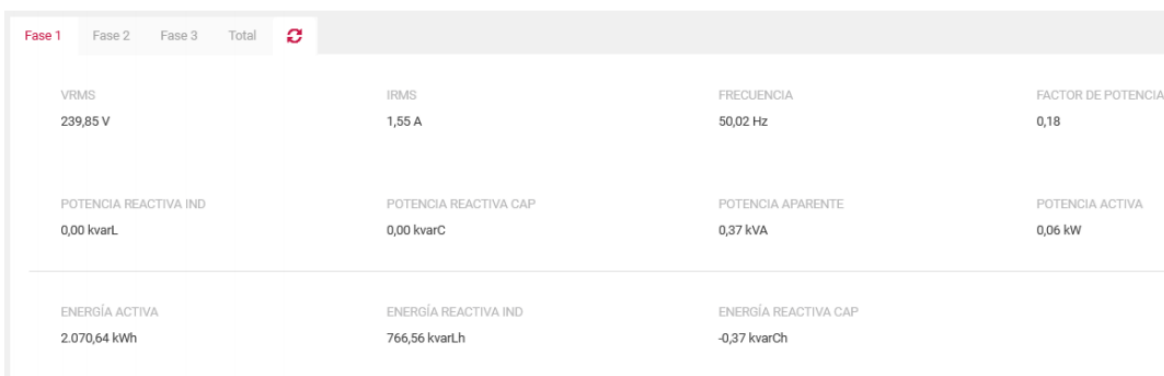 Fase 1 Fase 2 Fase 3 Total
VRMS IRMS FRECUENCIA FACTOR DE POTENCIA
239,85 V 1,55 A 50,02 Hz 0,18
POTENCIA REACTIVA IND POTENCIA REACTIVA CAP POTENCIA APARENTE POTENCIA ACTIVA
0,00 kvarL 0,00 kvarC 0,37 kVA 0,06 kW
ENERGÍA ACTIVA ENERGÍA REACTIVA IND ENERGÍA REACTIVA CAP
2.070,64 kWh 766,56 kvarLh -0,37 kvarCh